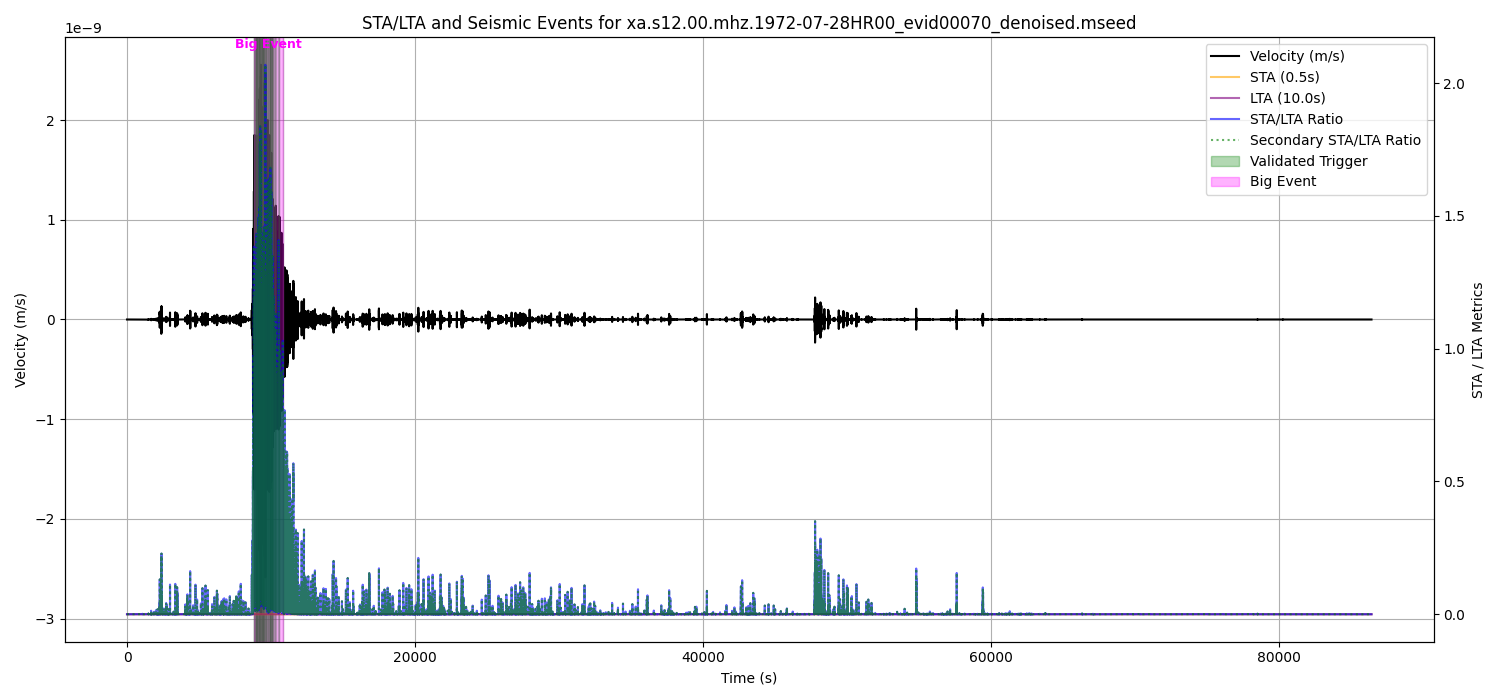 STA/LTA and Seismic Events for xa.s12.00.mhz.1972-07-28HR00_evid00070_denoised.mseed
1e−9
Big Event
Velocity (m/s)
STA (0.5s)
LTA (10.0s)
STA/LTA Ratio
Secondary STA/LTA Ratio
Validated Trigger
Big Event
2
1
0
−1
−2
−3
Velocity (m/s)
2.0
1.5
1.0
0.5
0.0
STA / LTA Metrics
0
20000
40000
60000
80000
Time (s)